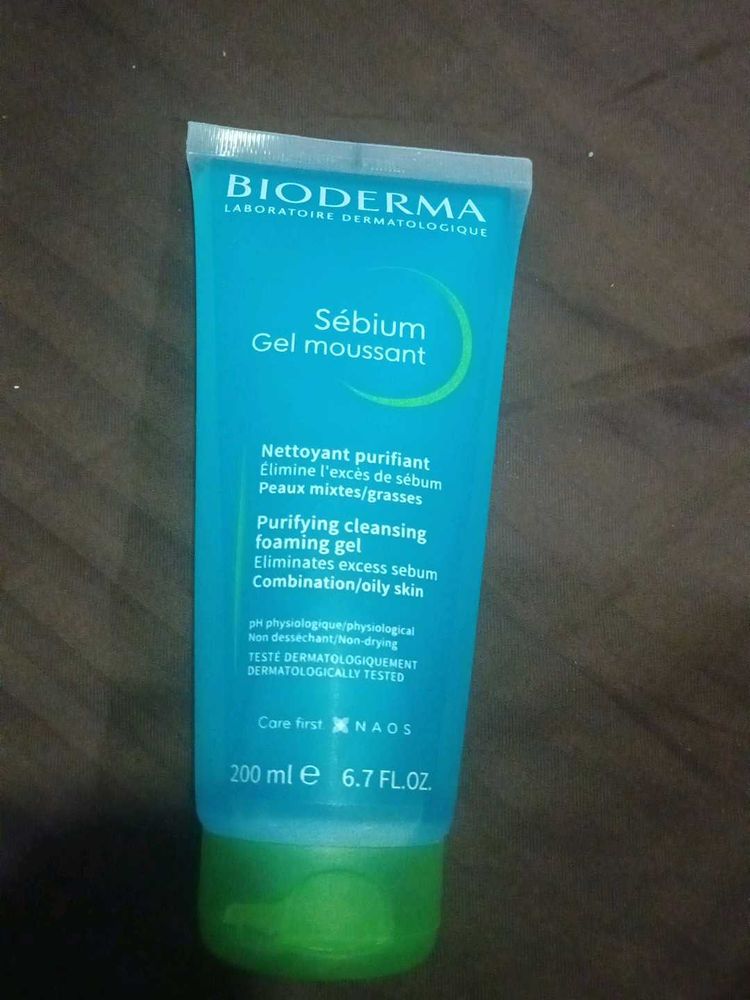 BIODERMA
LABORATOIRE DERMATOLOGIQUE
Sébium
Gel moussant
Nettoyant purifiant
Élimine l'excès de sébum
Peaux mixtes/grasses
Purifying cleansing
foaming gel
Eliminates excess sebum
Combination/oily skin
pH physiologique/physiological
Non desséchant/Non-drying
TESTÉ DERMATOLOGIQUEMENT
DERMATOLOGICALLY TESTED
Care first NAOS
200 ml e 6.7 FL.OZ.